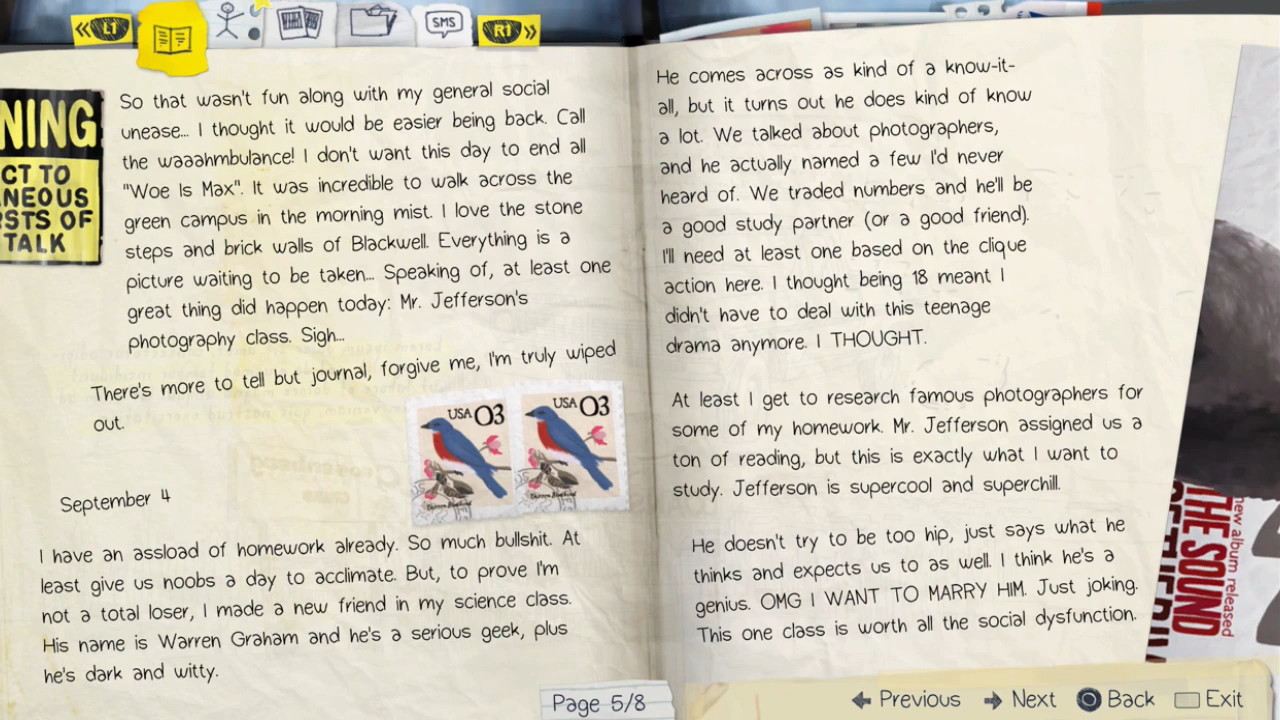 L1
SMS
R1
NING
CT TO
NEOUS
STS OF
TALK
So that wasn't fun along with my general social
unease... I thought it would be easier being back. Call
the waaahmbulance! I don't want this day to end all
"Woe Is Max". It was incredible to walk across the
green campus in the morning mist. I love the stone
steps and brick walls of Blackwell. Everything is a
picture waiting to be taken... Speaking of, at least one
great thing did happen today: Mr. Jefferson's
photography class. Sigh...
There's more to tell but journal, forgive me, I'm truly wiped
out.
USA 03
USA 03
September 4
I have an assload of homework already. So much bullshit. At
least give us noobs a day to acclimate. But, to prove I'm
not a total loser, I made a new friend in my science class.
His name is Warren Graham and he's a serious geek, plus
he's dark and witty.
He comes across as kind of a know-it-
all, but it turns out he does kind of know
a lot. We talked about photographers,
and he actually named a few I'd never
heard of. We traded numbers and he'll be
a good study partner (or a good friend).
I'll need at least one based on the clique
action here. I thought being 18 meant I
didn't have to deal with this teenage
drama anymore. I THOUGHT.
At least I get to research famous photographers for
some of my homework. Mr. Jefferson assigned us a
ton of reading, but this is exactly what I want to
study. Jefferson is supercool and superchill.
He doesn't try to be too hip, just says what he
thinks and expects us to as well. I think he's a
genius. OMG I WANT TO MARRY HIM. Just joking.
This one class is worth all the social dysfunction.
new album released
THE SOUND
Page 5/8
Previous
Next
Back
Exit